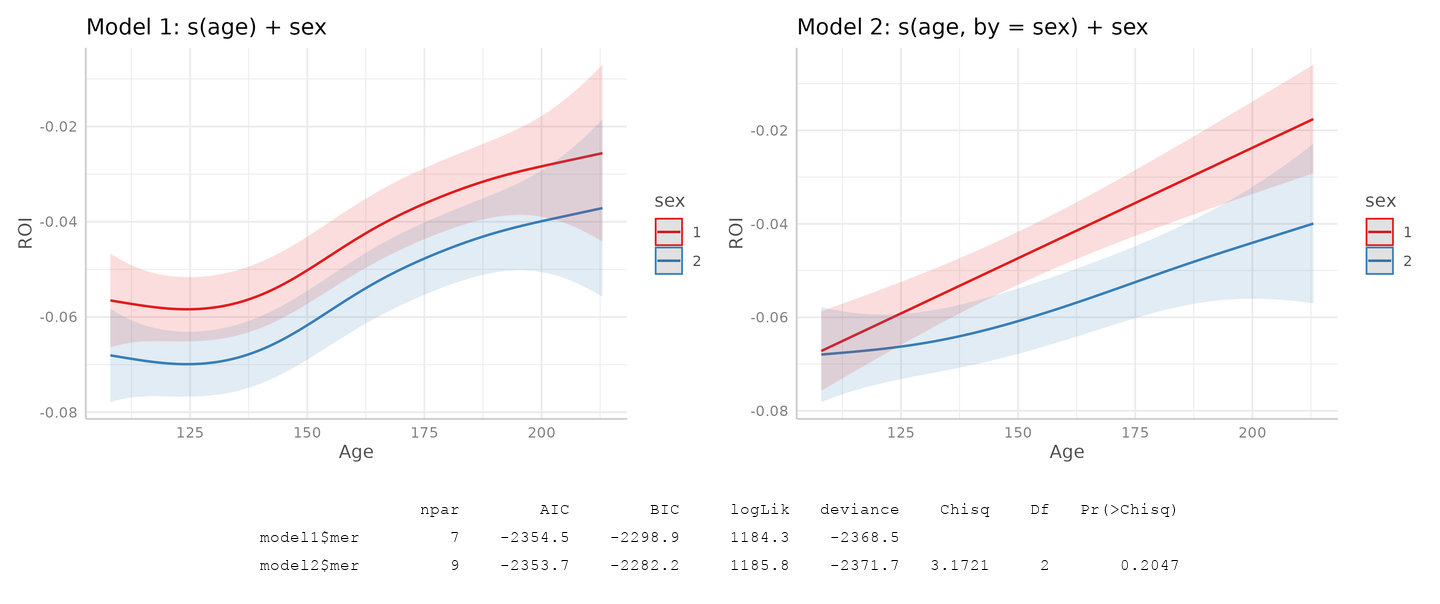 Model 1: s(age) + sex
-0.02
-0.04
-0.06
-0.08
ROI
125 150 175 200
Age
sex
1
2
Model 2: s(age, by = sex) + sex
-0.02
-0.04
-0.06
-0.08
ROI
125 150 175 200
Age
sex
1
2
npar AIC BIC logLik deviance Chisq Df Pr(>Chisq)
model1$mer 7 -2354.5 -2298.9 1184.3 -2368.5
model2$mer 9 -2353.7 -2282.2 1185.8 -2371.7 3.1721 2 0.2047